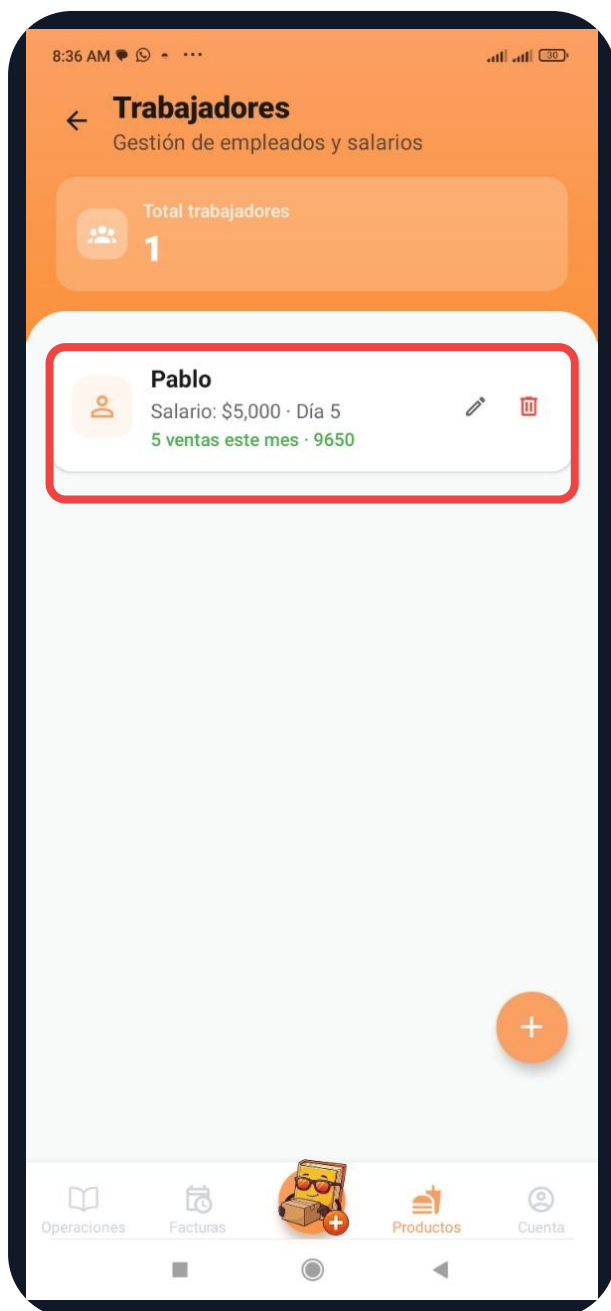 8:36 AM
30
Trabajadores
Gestión de empleados y salarios
Total trabajadores
1
Pablo
Salario: $5,000 · Día 5
5 ventas este mes · 9650
+
+
Operaciones
Facturas
Productos
Cuenta